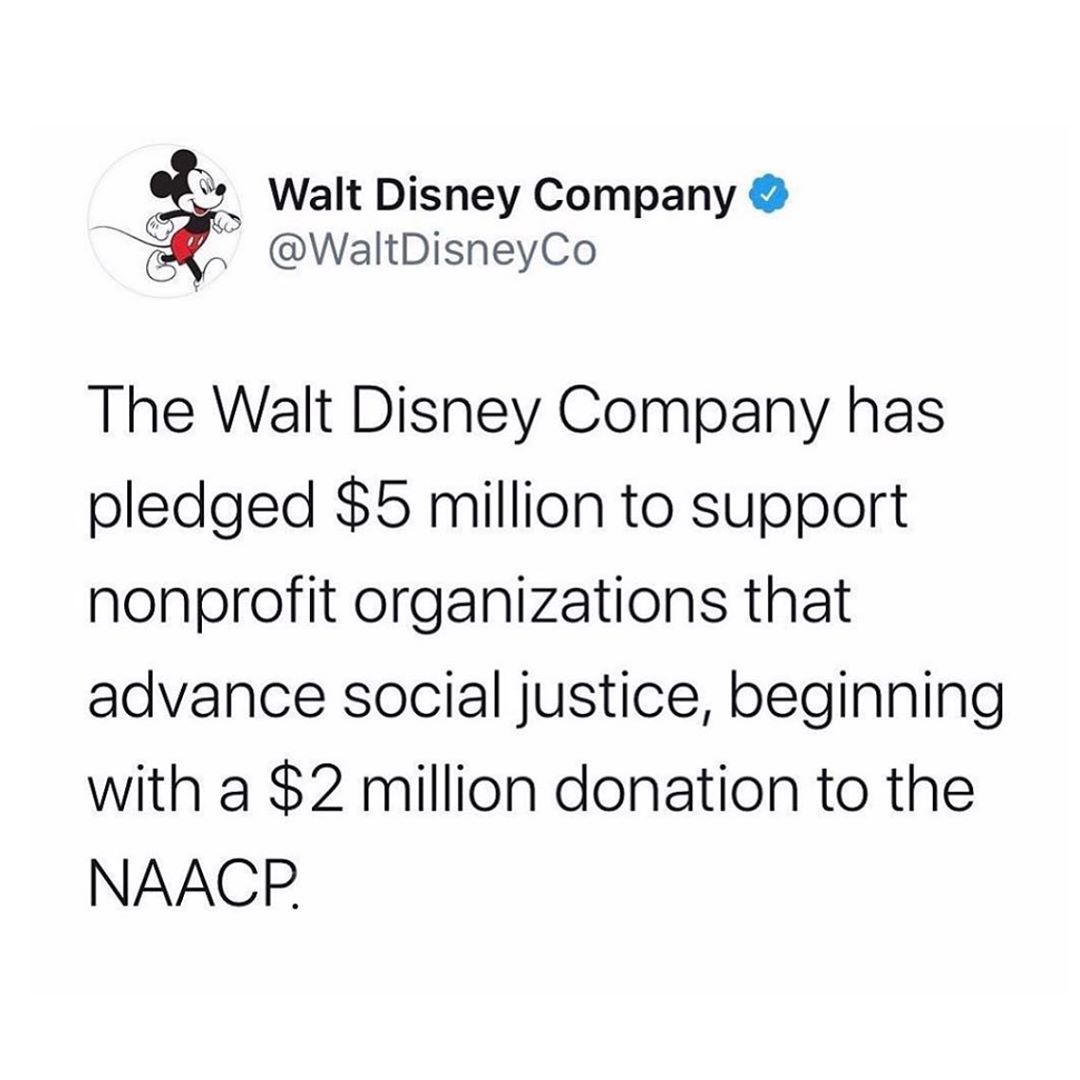 Walt Disney Company
@WaltDisneyCo
The Walt Disney Company has
pledged $5 million to support
nonprofit organizations that
advance social justice, beginning
with a $2 million donation to the
NAACP.